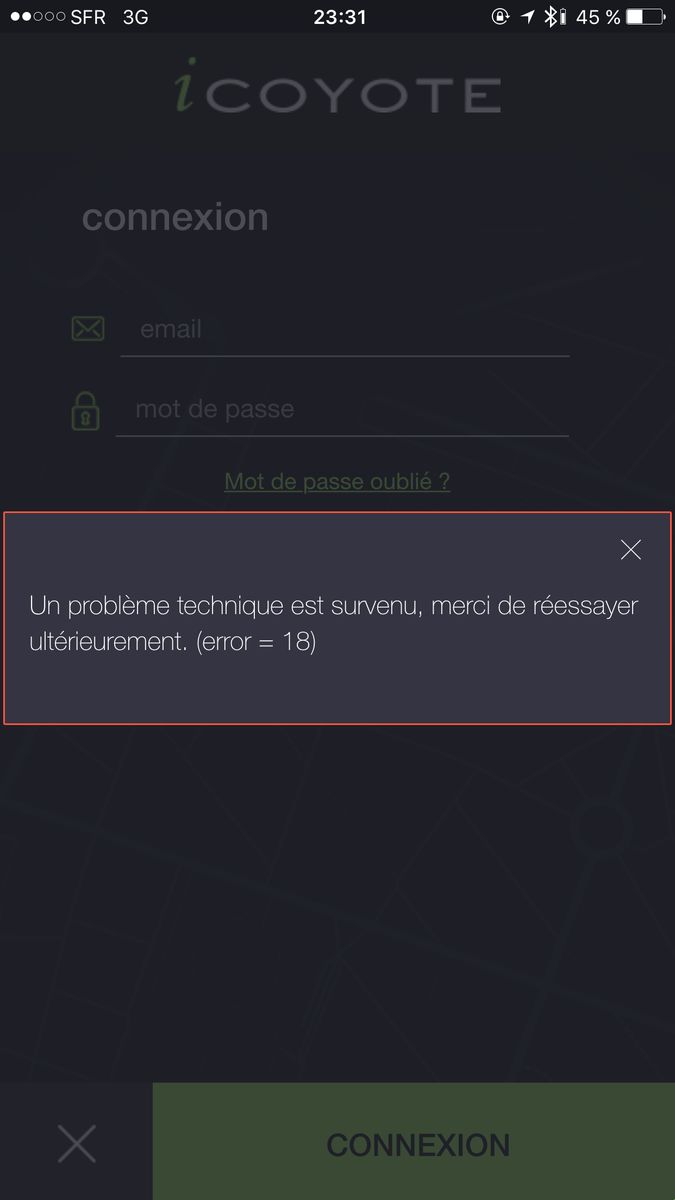 SFR 3G 23:31 45 %
iCOYOTE
connexion
email
mot de passe
Mot de passe oublié ?
Un problème technique est survenu, merci de réessayer
ultérieurement. (error = 18)
CONNEXION